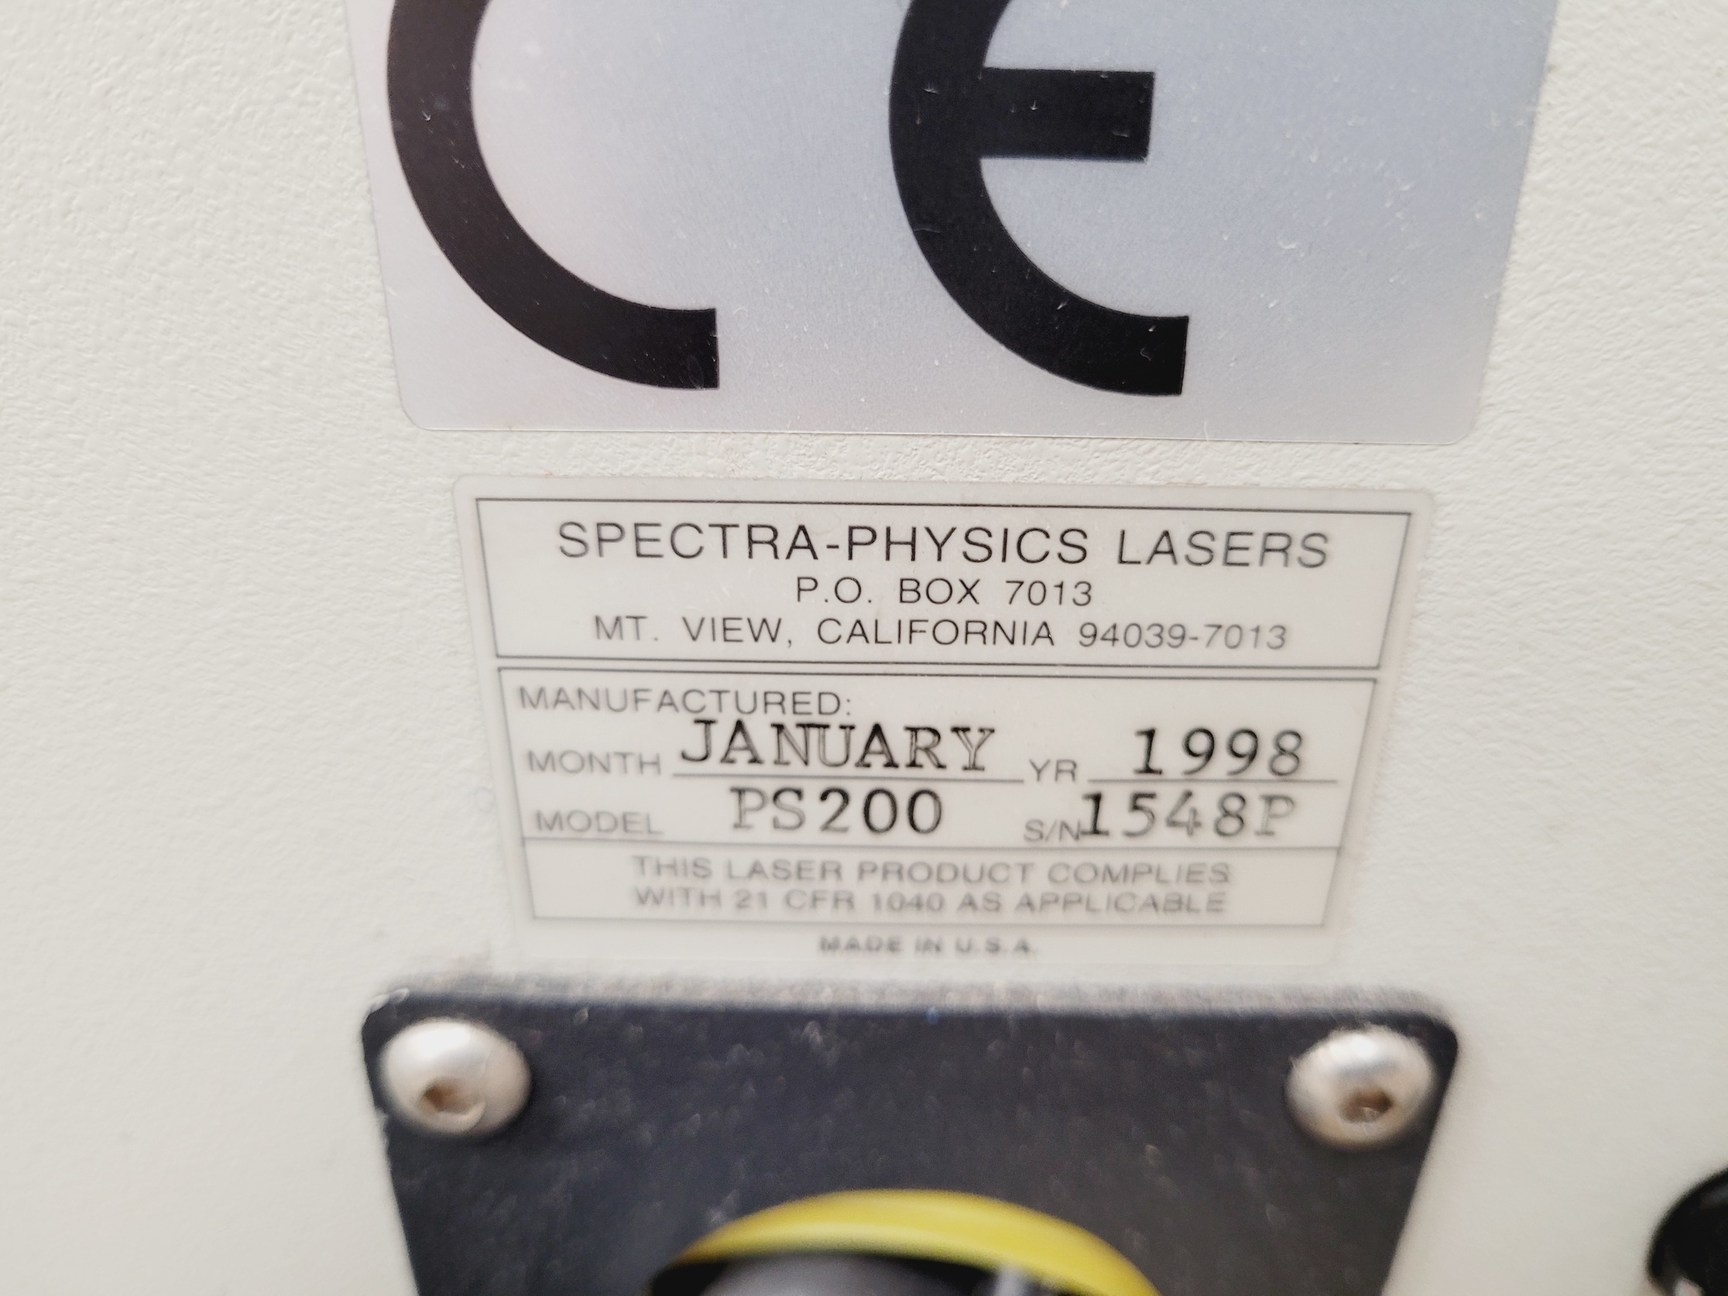 CE
SPECTRA-PHYSICS LASERS
P.O. BOX 7013
MT. VIEW, CALIFORNIA 94039-7013
MANUFACTURED:
MONTH JANUARY YR 1998
MODEL PS200 S/N 1548P
THIS LASER PRODUCT COMPLIES
WITH 21 CFR 1040 AS APPLICABLE
MADE IN U.S.A.